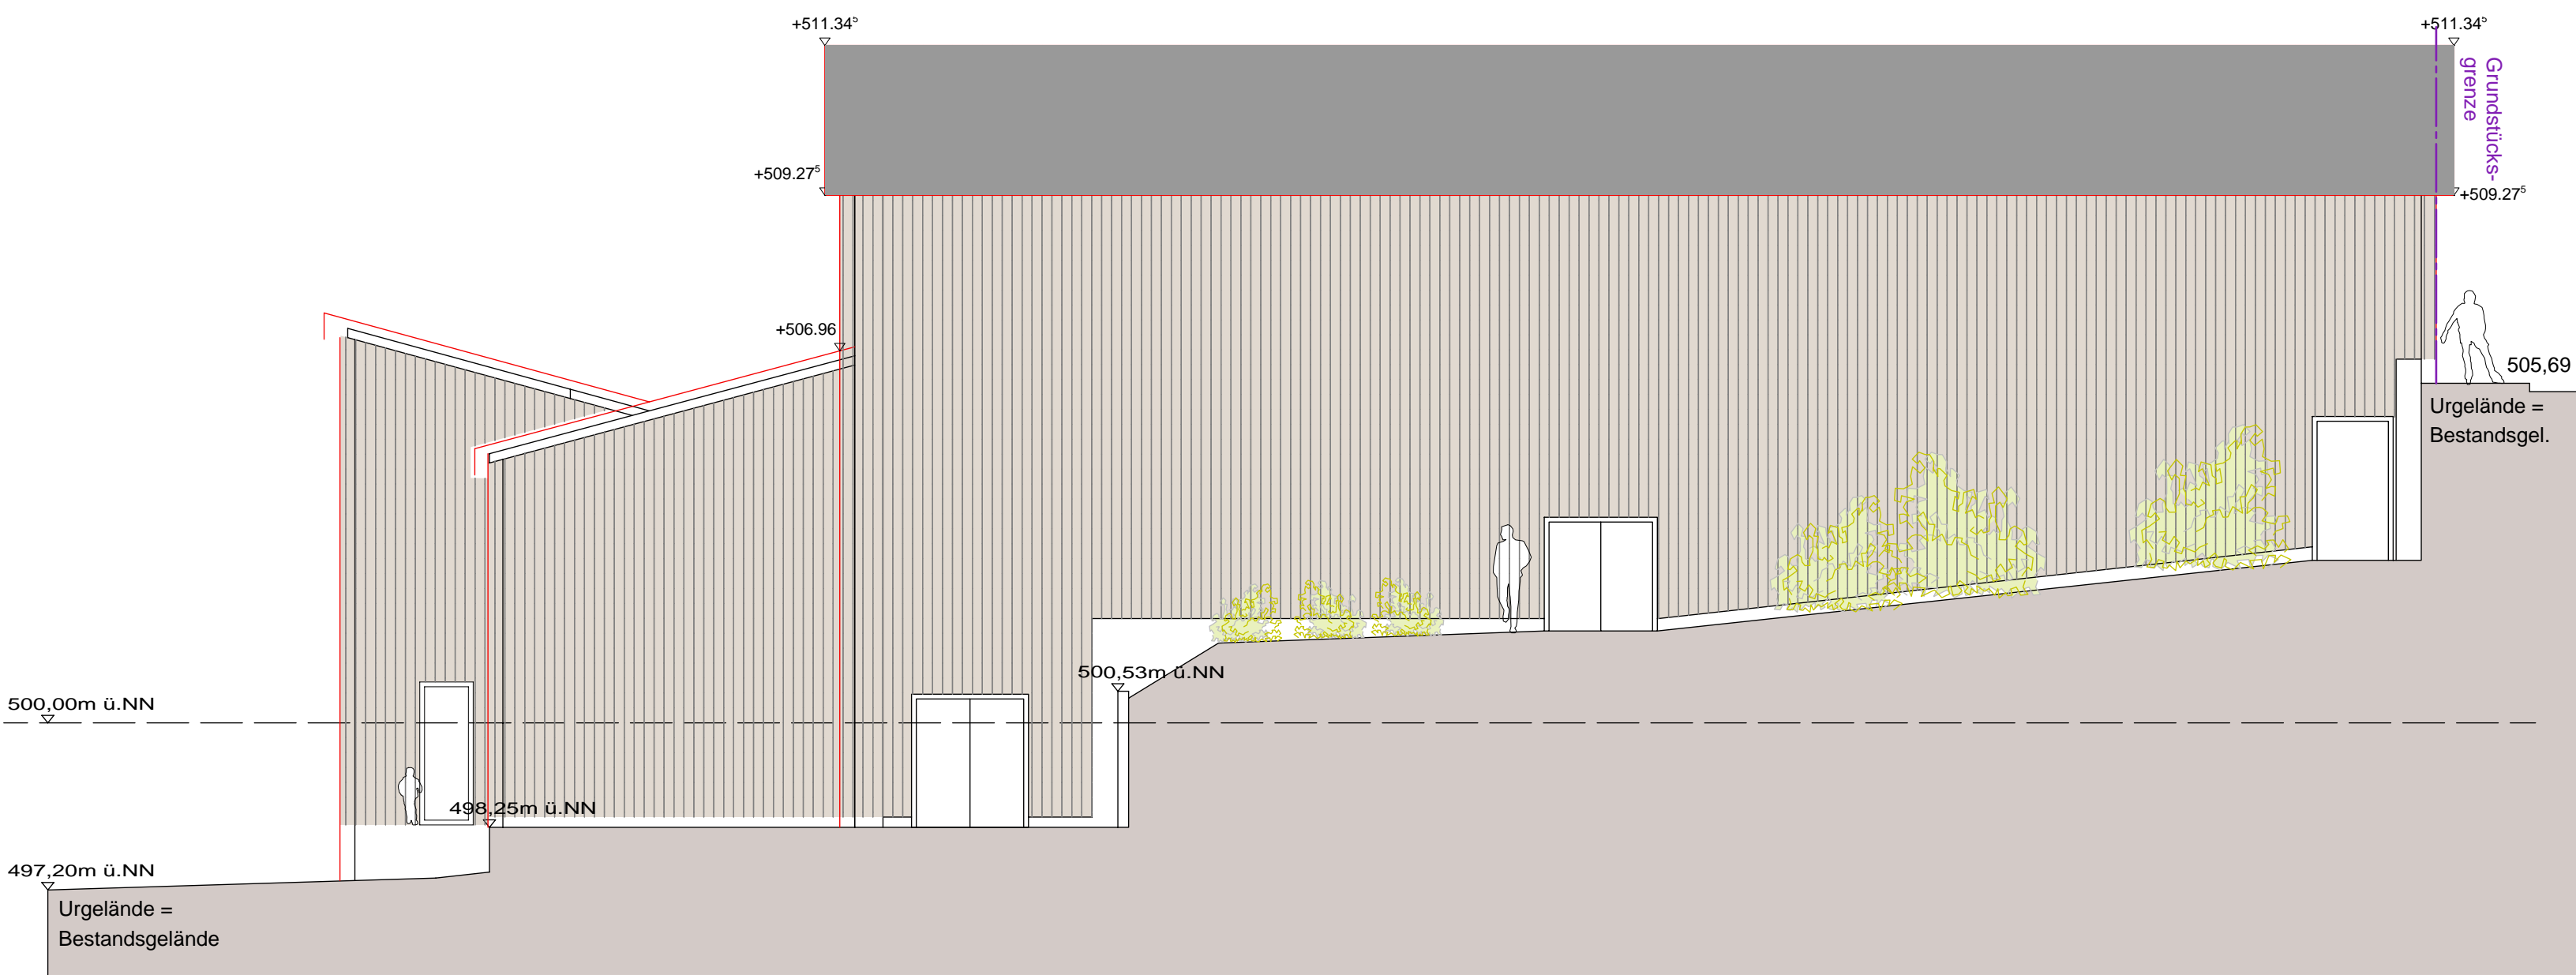 +511.34⁵
+511.34⁵
Grundstücks-
grenze
+509.27⁵
+509.27⁵
+506.96
505,69
Urgelände =
Bestandsgel.
500,53m ü.NN
500,00m ü.NN
498,25m ü.NN
497,20m ü.NN
Urgelände =
Bestandsgelände